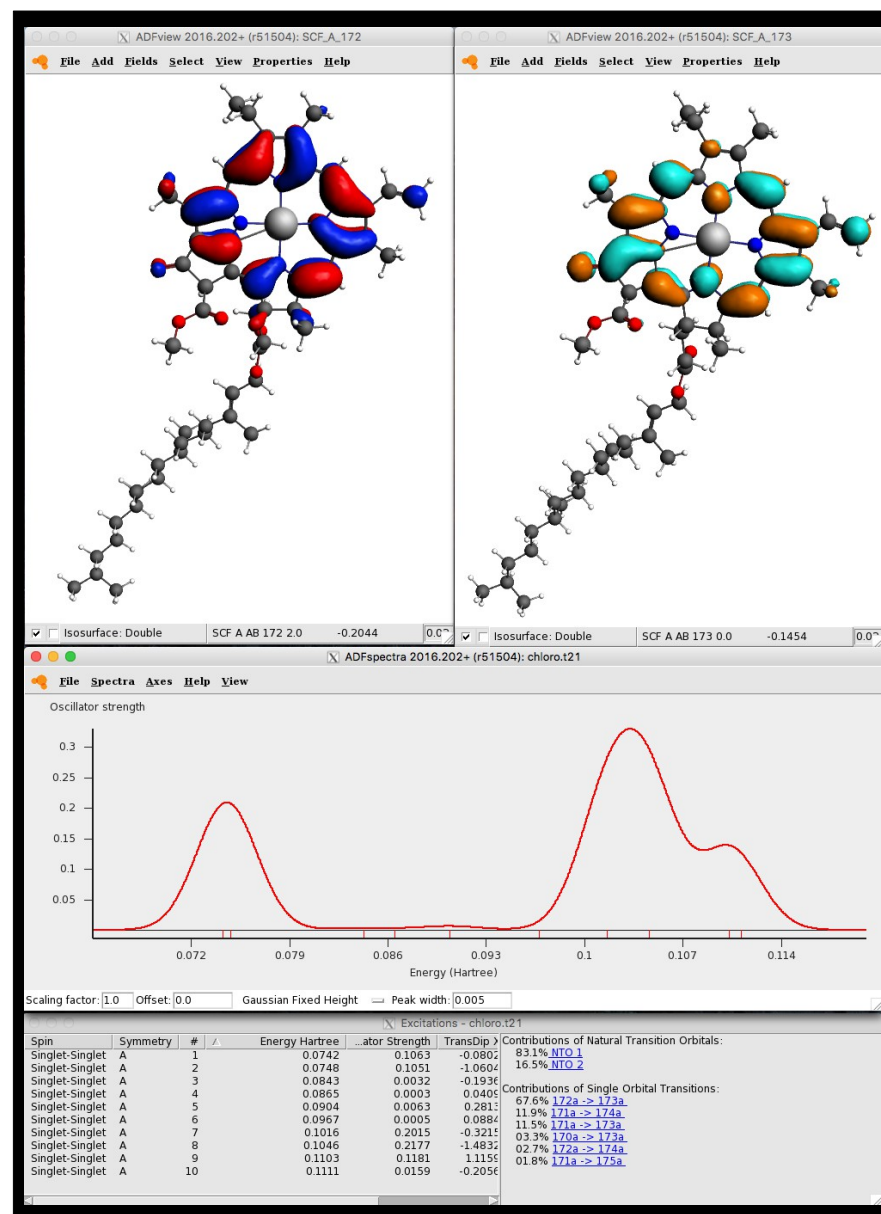 ADFview 2016.202+ (r51504): SCF_A_172
File Add Fields Select View Properties Help
Isosurface: Double SCF A AB 172 2.0 -0.2044
ADFview 2016.202+ (r51504): SCF_A_173
File Add Fields Select View Properties Help
Isosurface: Double SCF A AB 173 0.0 -0.1454
ADFspectra 2016.202+ (r51504): chloro.t21
File Spectra Axes Help View
Oscillator strength
0.3
0.25
0.2
0.15
0.1
0.05
0.072 0.079 0.086 0.093 0.1 0.107 0.114
Energy (Hartree)
Scaling factor: 1.0 Offset: 0.0 Gaussian Fixed Height Peak width: 0.005
Excitations - chloro.t21
Spin Symmetry # Energy Hartree ...ator Strength TransDip X
Singlet-Singlet A 1 0.0742 0.1063 -0.0802
Singlet-Singlet A 2 0.0748 0.1051 -1.0604
Singlet-Singlet A 3 0.0843 0.0032 -0.1936
Singlet-Singlet A 4 0.0865 0.0003 0.0409
Singlet-Singlet A 5 0.0904 0.0063 0.2813
Singlet-Singlet A 6 0.0967 0.0005 0.0884
Singlet-Singlet A 7 0.1016 0.2015 -0.3215
Singlet-Singlet A 8 0.1046 0.2177 -1.4832
Singlet-Singlet A 9 0.1103 0.1181 1.1159
Singlet-Singlet A 10 0.1111 0.0159 -0.2056
Contributions of Natural Transition Orbitals:
83.1% NTO 1
16.5% NTO 2
Contributions of Single Orbital Transitions:
67.6% 172a -> 173a
11.9% 171a -> 174a
11.5% 171a -> 173a
03.3% 170a -> 173a
02.7% 172a -> 174a
01.8% 171a -> 175a